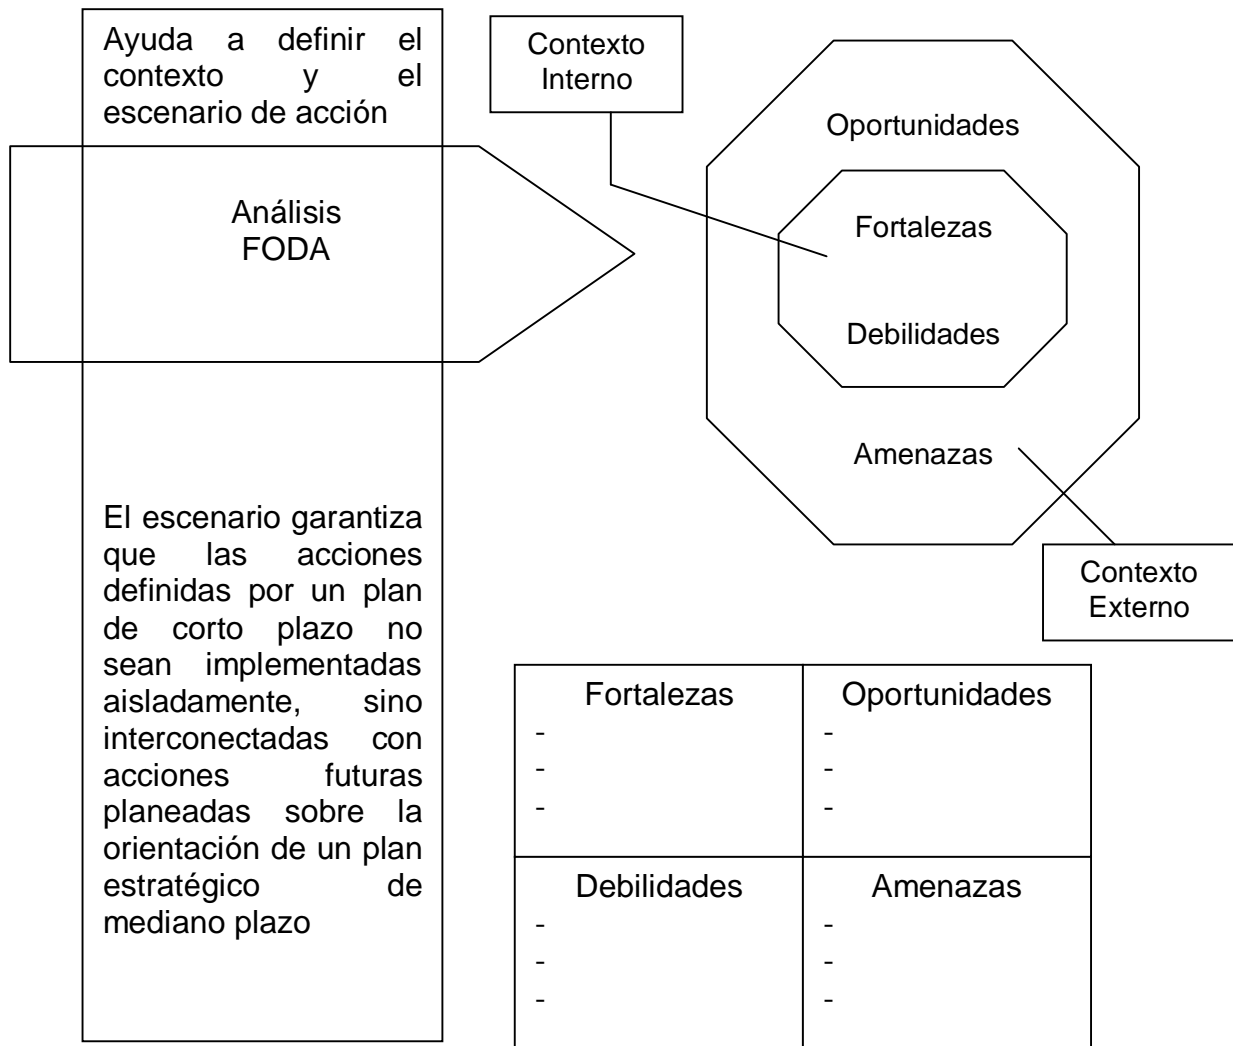 Ayuda a definir el
contexto y el
escenario de acción
Análisis
FODA
El escenario garantiza
que las acciones
definidas por un plan
de corto plazo no
sean implementadas
aisladamente, sino
interconectadas con
acciones futuras
planeadas sobre la
orientación de un plan
estratégico de
mediano plazo
Contexto
Interno
Oportunidades
Fortalezas
Debilidades
Amenazas
Contexto
Externo
Fortalezas
-
-
-
Oportunidades
-
-
-
Debilidades
-
-
-
Amenazas
-
-
-